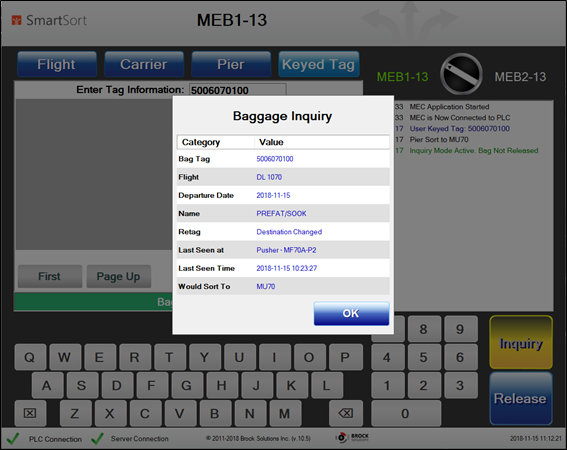 SmartSort
MEB1-13
Flight Carrier Pier Keyed Tag
MEB1-13 MEB2-13
Enter Tag Information: 5006070100
33 MEC Application Started
33 MEC is Now Connected to PLC
17 User Keyed Tag: 5006070100
17 Pier Sort to MU70
17 Inquiry Mode Active: Bag Not Released
Baggage Inquiry
Category Value
Bag Tag 5006070100
Flight DL 1070
Departure Date 2018-11-15
Name PREFAT/SOOK
Retag Destination Changed
Last Seen at Pusher - MF70A-P2
Last Seen Time 2018-11-15 10:23:27
Would Sort To MU70
OK
First Page Up
Ba
8 9
Q W E R T Y U I O P 4 5 6
A S D F G H J K L 1 2 3
Z X C V B N M 0
Inquiry
Release
PLC Connection Server Connection © 2011-2018 Brock Solutions Inc. (v. 10.5) BROCK 2018-11-15 11:12:21